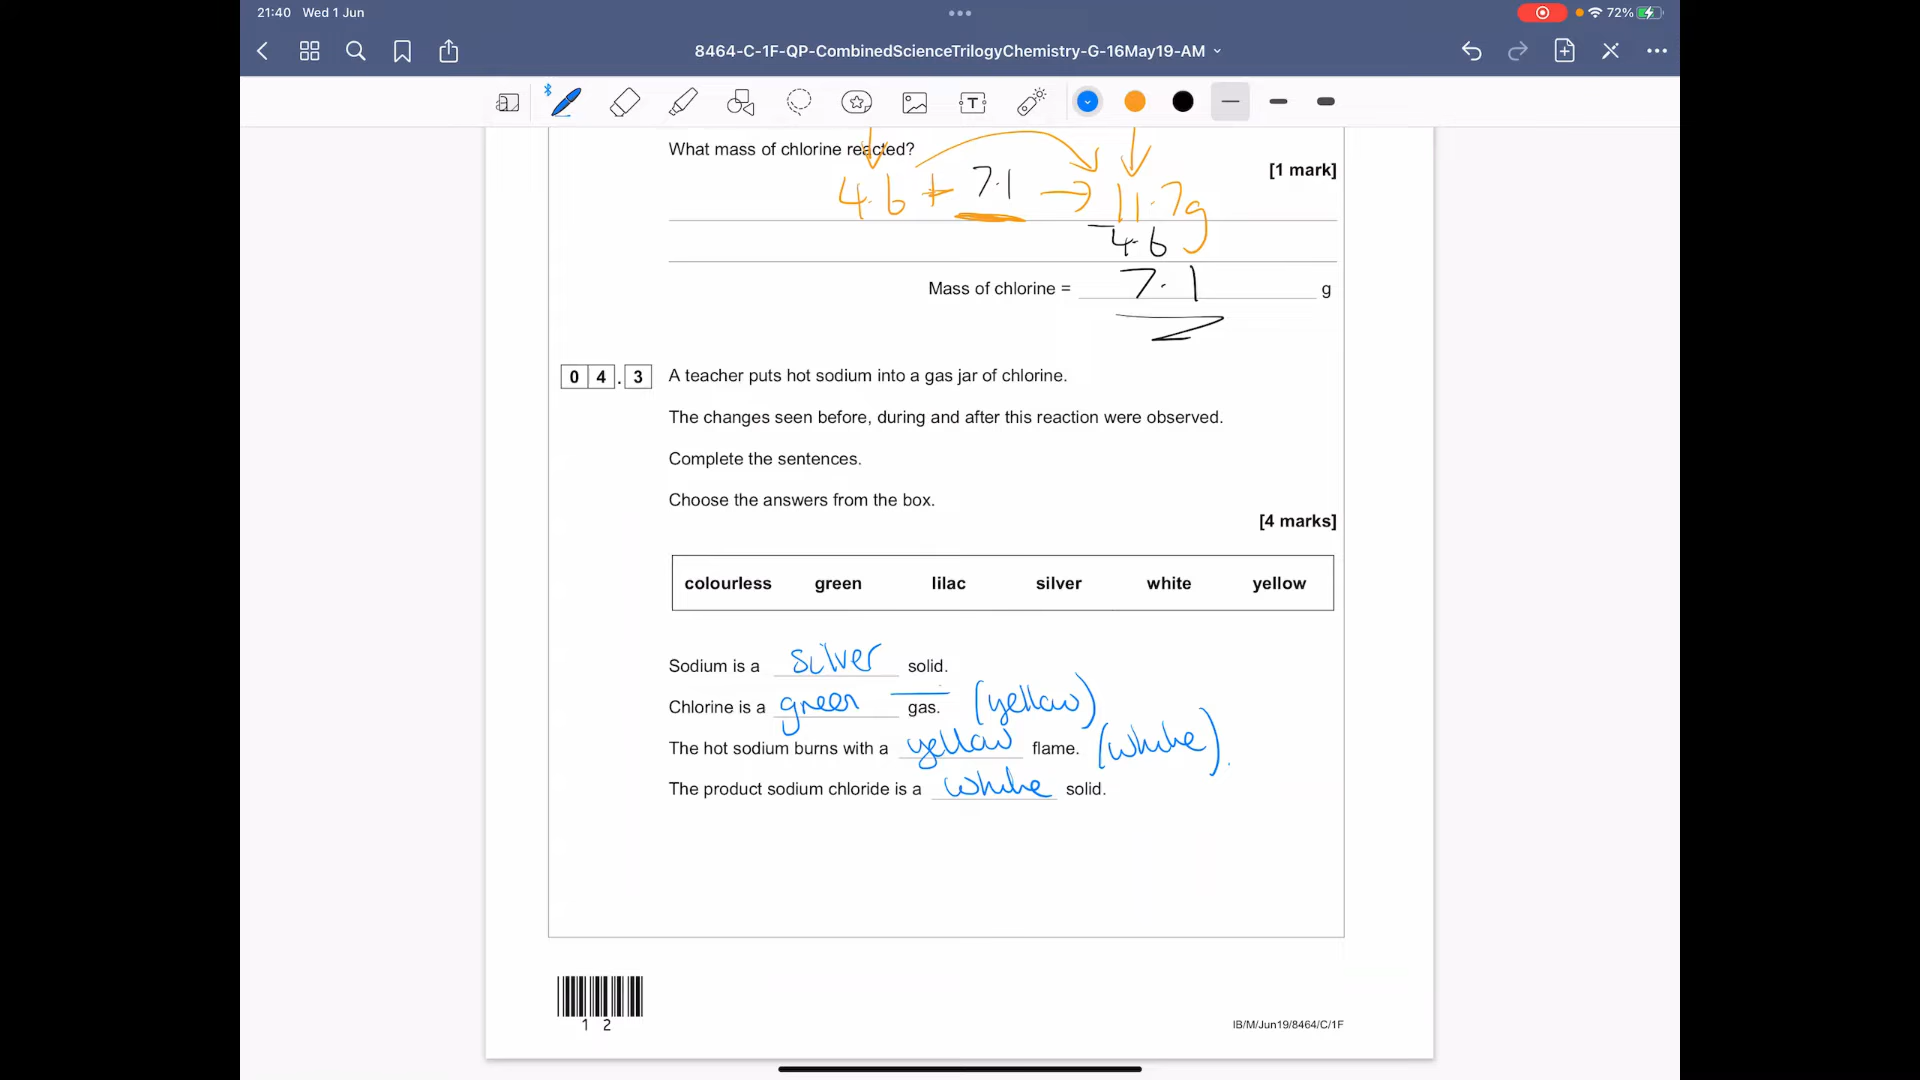 21:40 Wed 1 Jun
72%
8464-C-1F-QP-CombinedScienceTrilogyChemistry-G-16May19-AM
What mass of chlorine reacted?
[1 mark]
4.6 + 7.1 → 11.7g
- 4.6
Mass of chlorine = 7.1 g
04.3 A teacher puts hot sodium into a gas jar of chlorine.
The changes seen before, during and after this reaction were observed.
Complete the sentences.
Choose the answers from the box.
[4 marks]
colourless green lilac silver white yellow
Sodium is a silver solid.
Chlorine is a green gas. (yellow)
The hot sodium burns with a yellow flame. (white).
The product sodium chloride is a white solid.
1 2
IB/M/Jun19/8464/C/1F